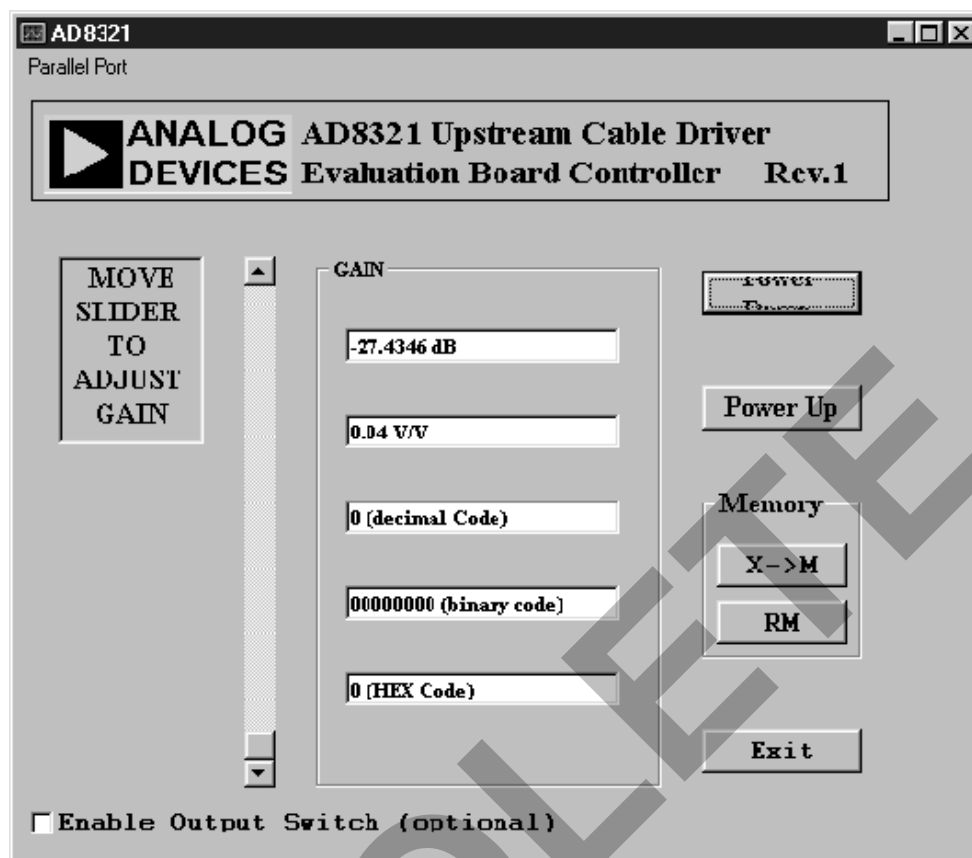 AD8321
Parallel Port
ANALOG
DEVICES
AD8321 Upstream Cable Driver
Evaluation Board Controller Rev.1
MOVE
SLIDER
TO
ADJUST
GAIN
GAIN
-27.4346 dB
0.04 V/V
0 (decimal Code)
00000000 (binary code)
0 (HEX Code)
Power
Power Up
Memory
X->M
RM
Exit
Enable Output Switch (optional)
OLETE